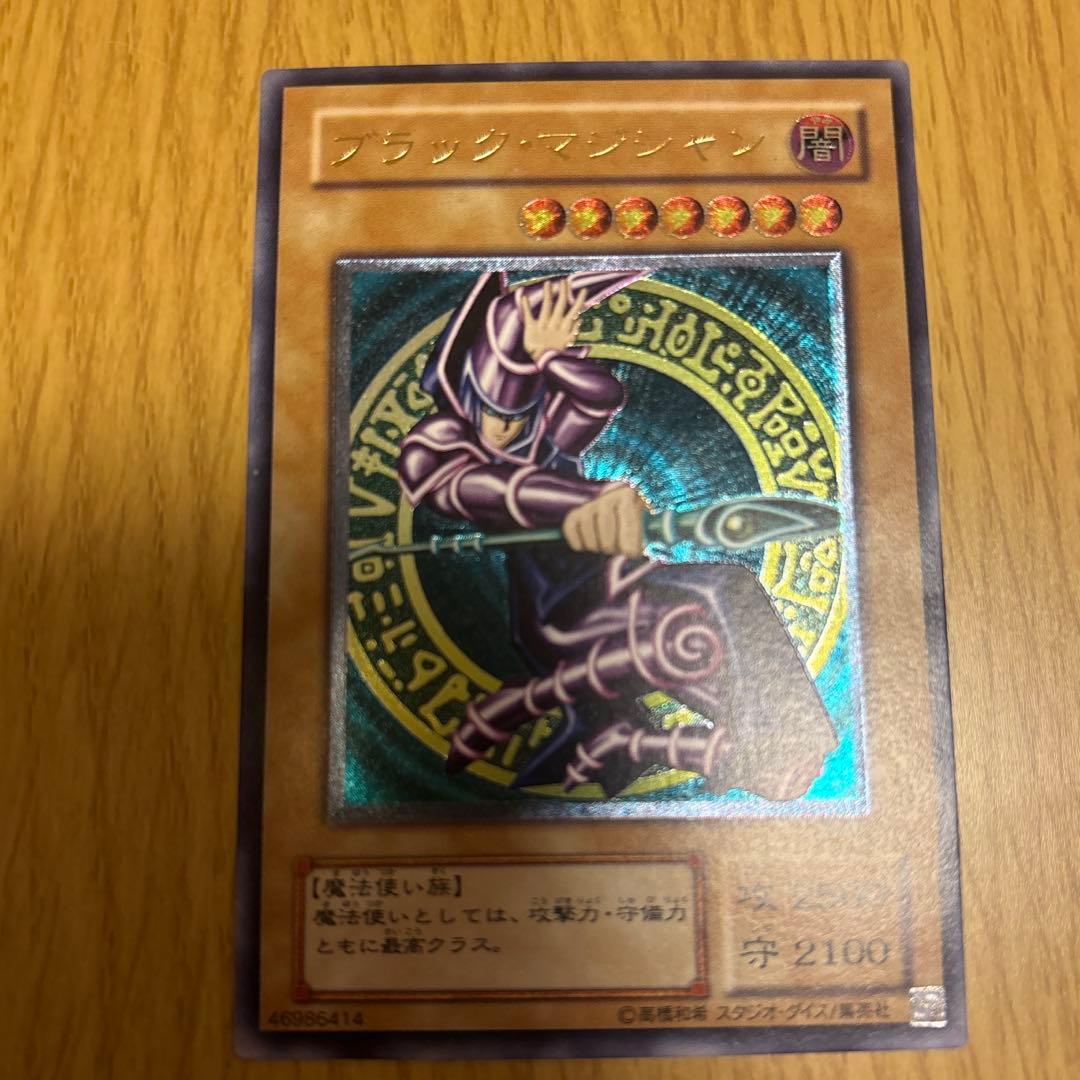 ブラック・マジシャン
闇
【魔法使い族】
魔法使いとしては、攻撃力・守備力
ともに最高クラス。
攻 2500
守 2100
46986414
©高橋和希 スタジオ・ダイス/集英社